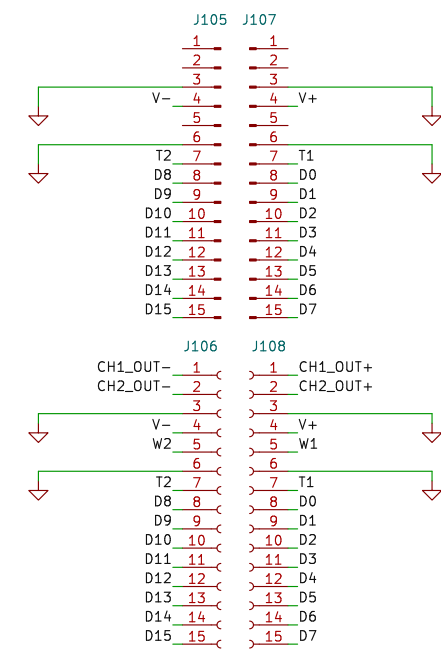 J105 J107
1 1
2 2
3 3
V- 4 4 V+
5 5
6 6
T2 7 7 T1
D8 8 8 D0
D9 9 9 D1
D10 10 10 D2
D11 11 11 D3
D12 12 12 D4
D13 13 13 D5
D14 14 14 D6
D15 15 15 D7
J106 J108
CH1_OUT- 1 1 CH1_OUT+
CH2_OUT- 2 2 CH2_OUT+
3 3
V- 4 4 V+
W2 5 5 W1
6 6
T2 7 7 T1
D8 8 8 D0
D9 9 9 D1
D10 10 10 D2
D11 11 11 D3
D12 12 12 D4
D13 13 13 D5
D14 14 14 D6
D15 15 15 D7